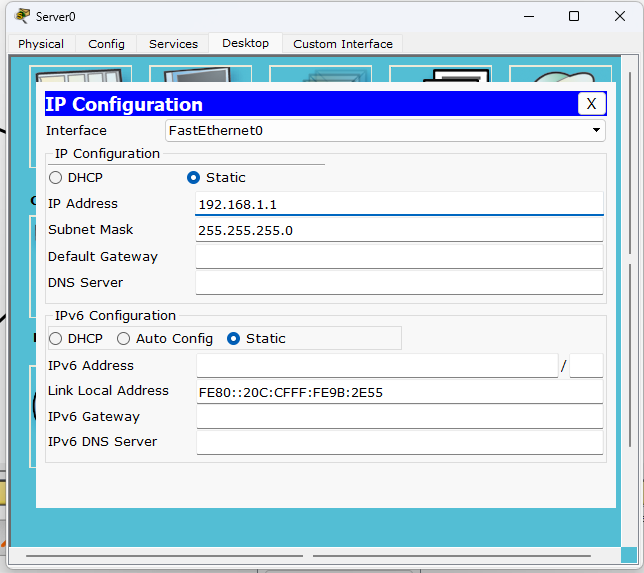 Server0
Physical Config Services Desktop Custom Interface
IP Configuration X
Interface FastEthernet0
IP Configuration
DHCP Static
IP Address 192.168.1.1
Subnet Mask 255.255.255.0
Default Gateway
DNS Server
IPv6 Configuration
DHCP Auto Config Static
IPv6 Address /
Link Local Address FE80::20C:CFFF:FE9B:2E55
IPv6 Gateway
IPv6 DNS Server